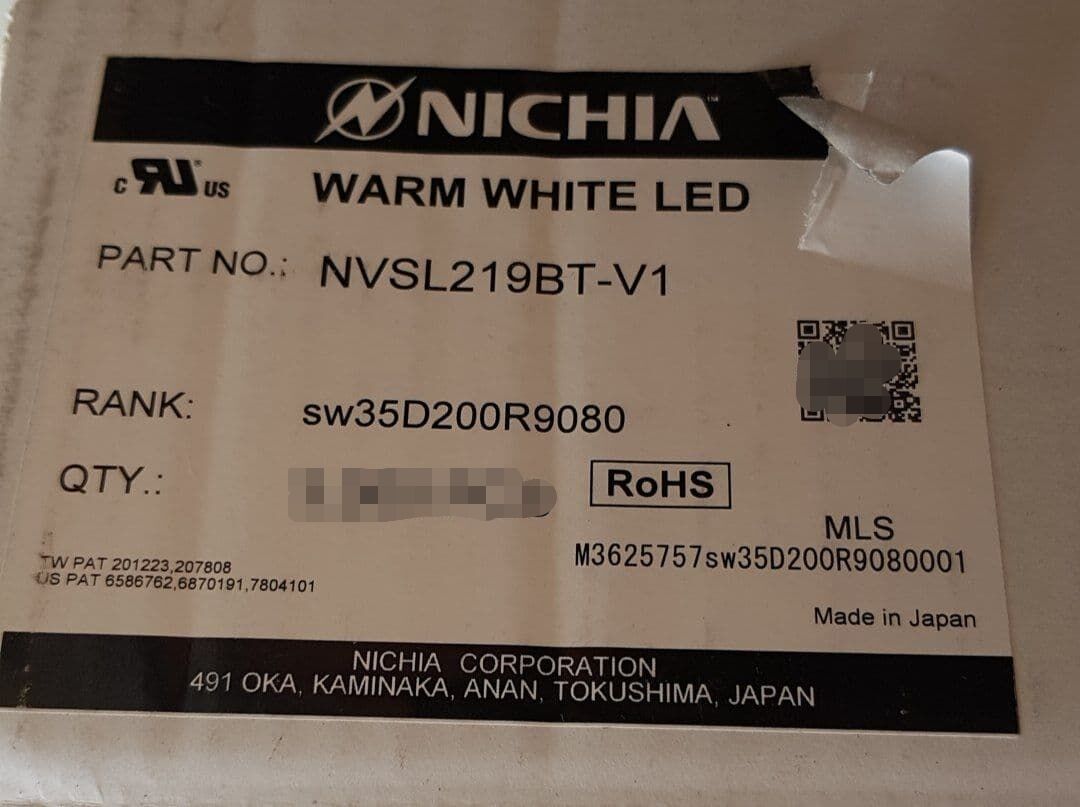 NICHIA™
c RU® US
WARM WHITE LED
PART NO.: NVSL219BT-V1
RANK: sw35D200R9080
QTY.:
RoHS
MLS
M3625757sw35D200R9080001
TW PAT 201223,207808
US PAT 6586762,6870191,7804101
Made in Japan
NICHIA CORPORATION
491 OKA, KAMINAKA, ANAN, TOKUSHIMA, JAPAN